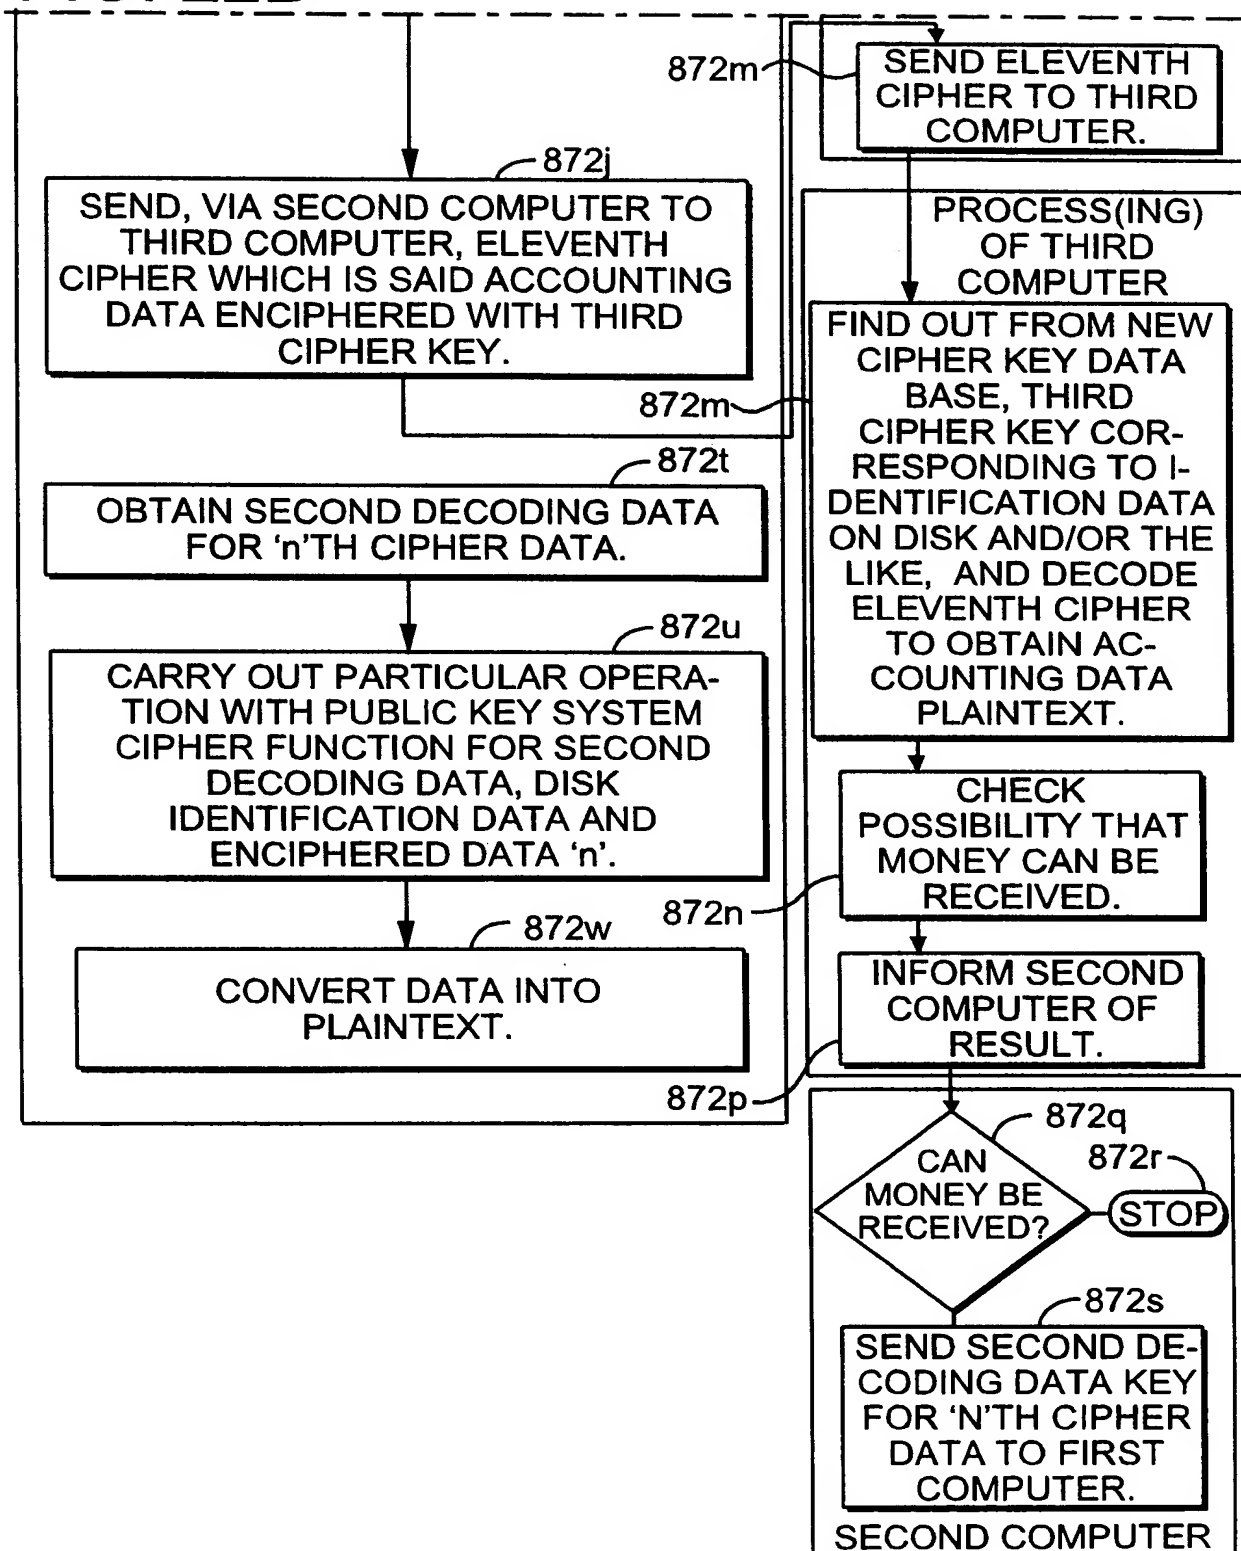 872m
SEND ELEVENTH
CIPHER TO THIRD
COMPUTER.
872j
SEND, VIA SECOND COMPUTER TO
THIRD COMPUTER, ELEVENTH
CIPHER WHICH IS SAID ACCOUNTING
DATA ENCIPHERED WITH THIRD
CIPHER KEY.
PROCESS(ING)
OF THIRD
COMPUTER
872m
FIND OUT FROM NEW
CIPHER KEY DATA
BASE, THIRD
CIPHER KEY COR-
RESPONDING TO I-
DENTIFICATION DATA
ON DISK AND/OR THE
LIKE, AND DECODE
ELEVENTH CIPHER
TO OBTAIN AC-
COUNTING DATA
PLAINTEXT.
872t
OBTAIN SECOND DECODING DATA
FOR ‘n’TH CIPHER DATA.
872u
CARRY OUT PARTICULAR OPERA-
TION WITH PUBLIC KEY SYSTEM
CIPHER FUNCTION FOR SECOND
DECODING DATA, DISK
IDENTIFICATION DATA AND
ENCIPHERED DATA ‘n’.
872w
CONVERT DATA INTO
PLAINTEXT.
CHECK
POSSIBILITY THAT
MONEY CAN BE
RECEIVED.
872n
INFORM SECOND
COMPUTER OF
RESULT.
872p
872q
CAN
MONEY BE
RECEIVED?
872r
STOP
872s
SEND SECOND DE-
CODING DATA KEY
FOR ‘N’TH CIPHER
DATA TO FIRST
COMPUTER.
SECOND COMPUTER